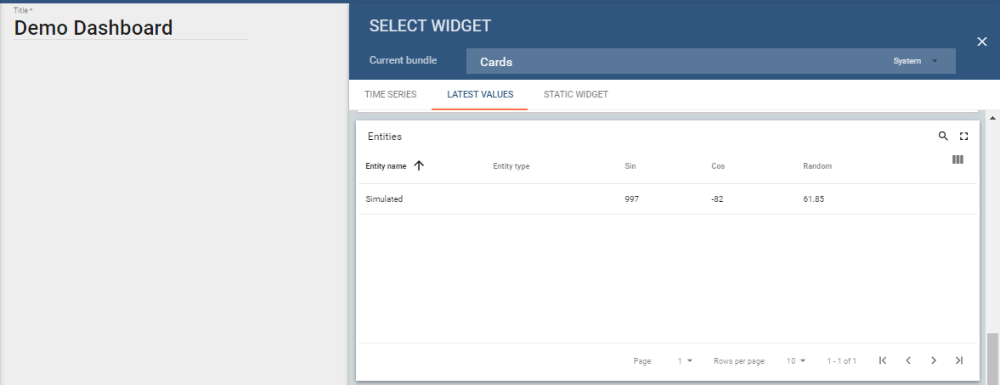 Title *
Demo Dashboard
SELECT WIDGET
Current bundle Cards System
TIME SERIES LATEST VALUES STATIC WIDGET
Entities
Entity name Entity type Sin Cos Random
Simulated 997 -82 61.85
Page: 1 Rows per page: 10 1 - 1 of 1